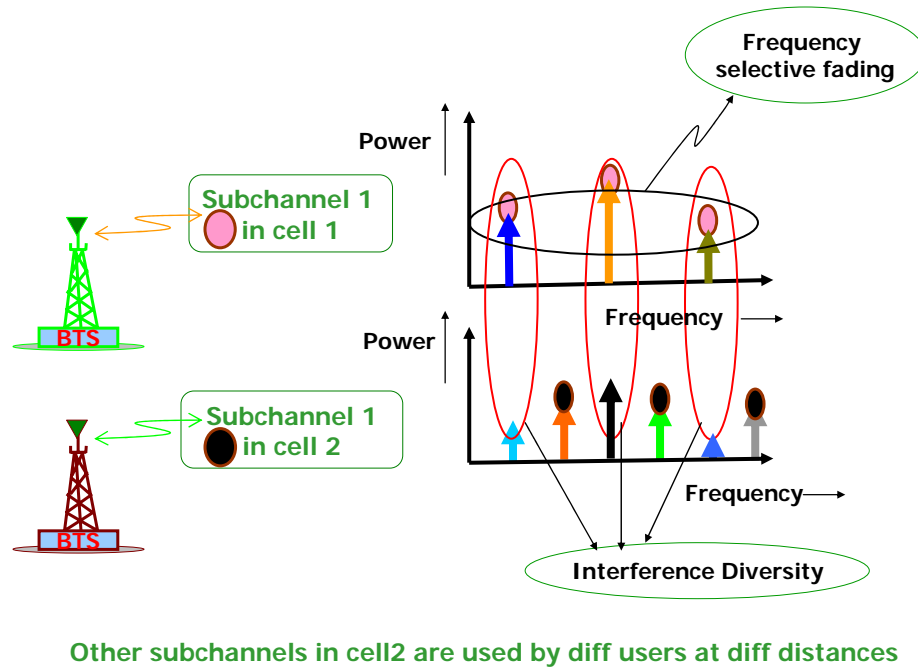 Frequency
selective fading
Power
Subchannel 1
in cell 1
BTS
Frequency
Power
Subchannel 1
in cell 2
BTS
Frequency
Interference Diversity
Other subchannels in cell2 are used by diff users at diff distances